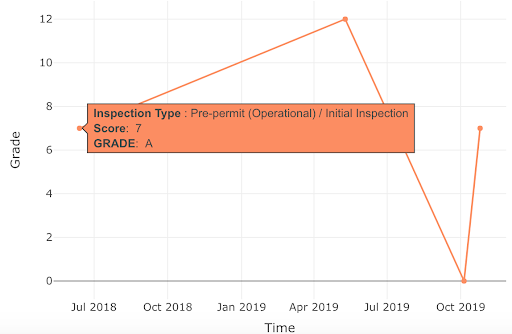 12
10
8
6
4
2
0
Grade
Inspection Type : Pre-permit (Operational) / Initial Inspection
Score: 7
GRADE: A
Jul 2018 Oct 2018 Jan 2019 Apr 2019 Jul 2019 Oct 2019
Time